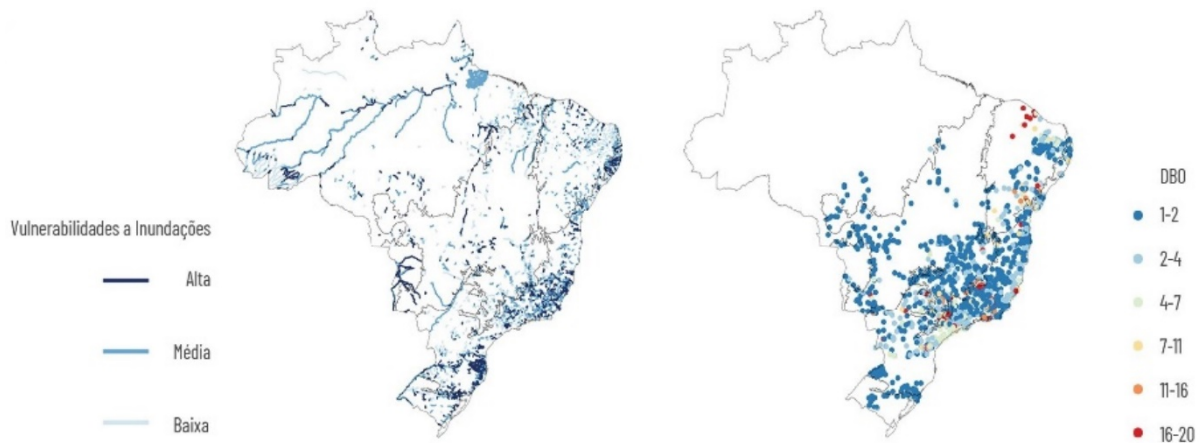 Vulnerabilidades a Inundações
Alta
Média
Baixa
DBO
1-2
2-4
4-7
7-11
11-16
16-20